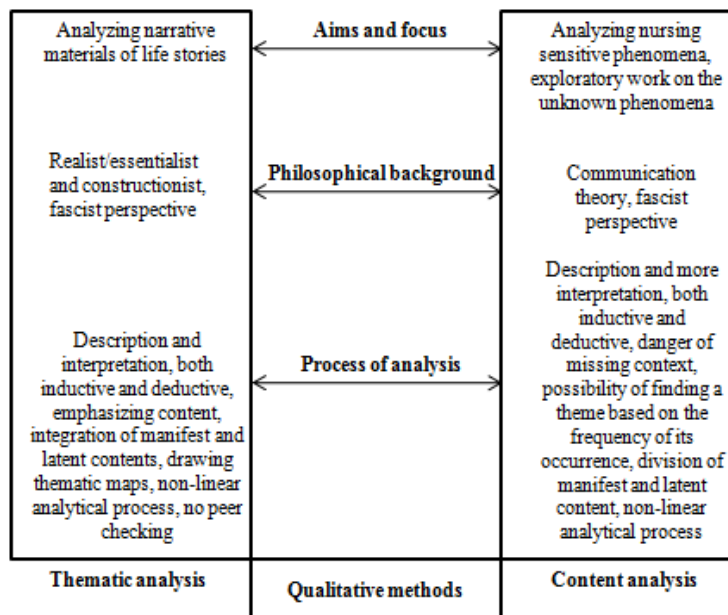 Analyzing narrative
materials of life stories
Aims and focus
Analyzing nursing
sensitive phenomena,
exploratory work on the
unknown phenomena
Realist/essentialist
and constructionist,
fascist perspective
Philosophical background
Communication
theory, fascist
perspective
Description and
interpretation, both
inductive and deductive,
emphasizing content,
integration of manifest and
latent contents, drawing
thematic maps, non-linear
analytical process, no peer
checking
Process of analysis
Description and more
interpretation, both
inductive and
deductive, danger of
missing context,
possibility of finding a
theme based on the
frequency of its
occurrence, division of
manifest and latent
content, non-linear
analytical process
Thematic analysis
Qualitative methods
Content analysis